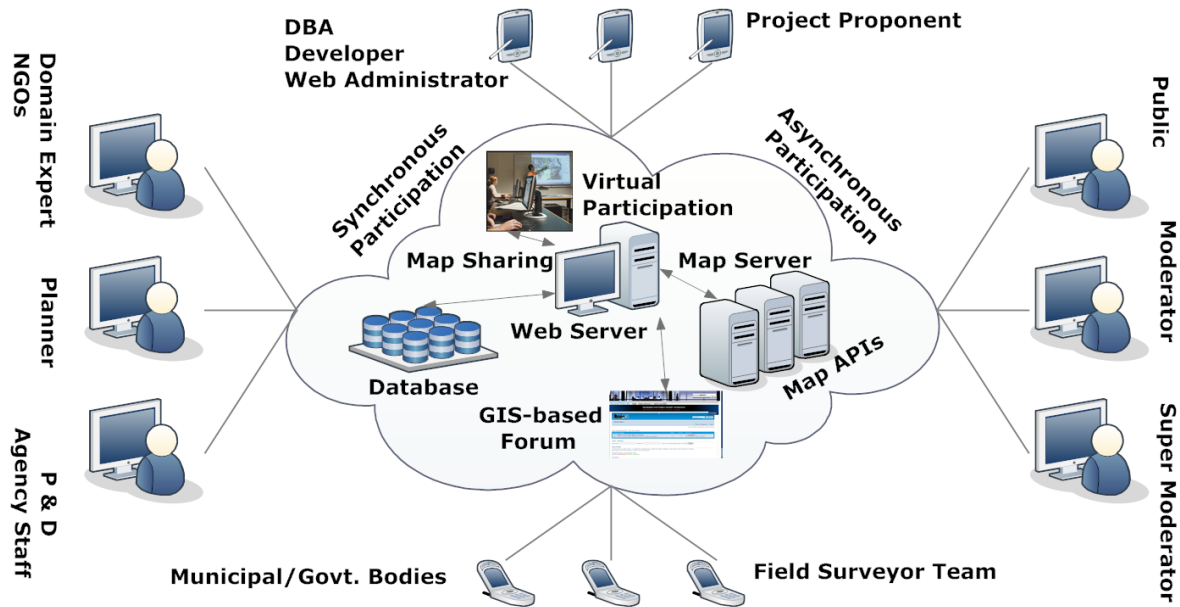 DBA
Developer
Web Administrator
Project Proponent
Domain Expert
NGOs
Planner
P & D
Agency Staff
Synchronous
Participation
Asynchronous
Participation
Virtual
Participation
Map Sharing
Map Server
Web Server
Database
Map APIs
GIS-based
Forum
Public
Moderator
Super Moderator
Municipal/Govt. Bodies
Field Surveyor Team